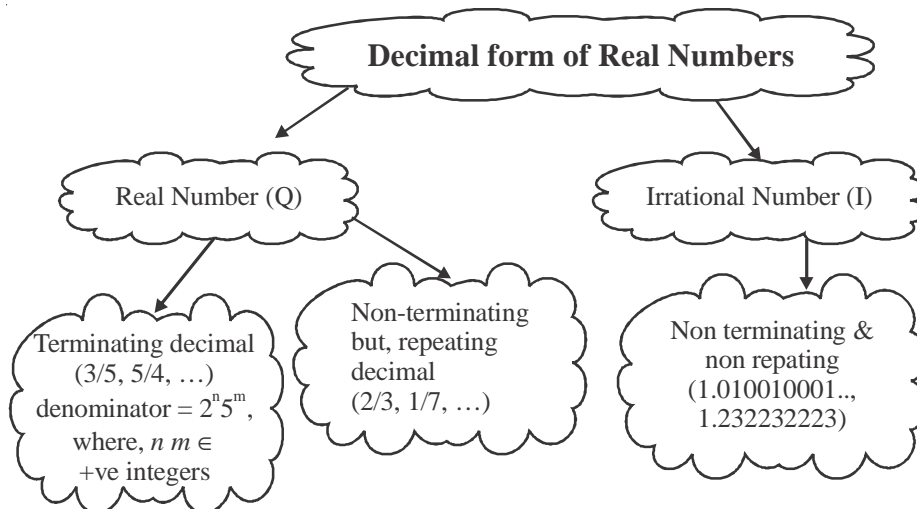 Decimal form of Real Numbers
Real Number (Q)
Irrational Number (I)
Terminating decimal
(3/5, 5/4, …)
denominator = 2ⁿ5ᵐ,
where, n m ∈
+ve integers
Non-terminating
but, repeating
decimal
(2/3, 1/7, …)
Non terminating &
non repating
(1.010010001..,
1.232232223)